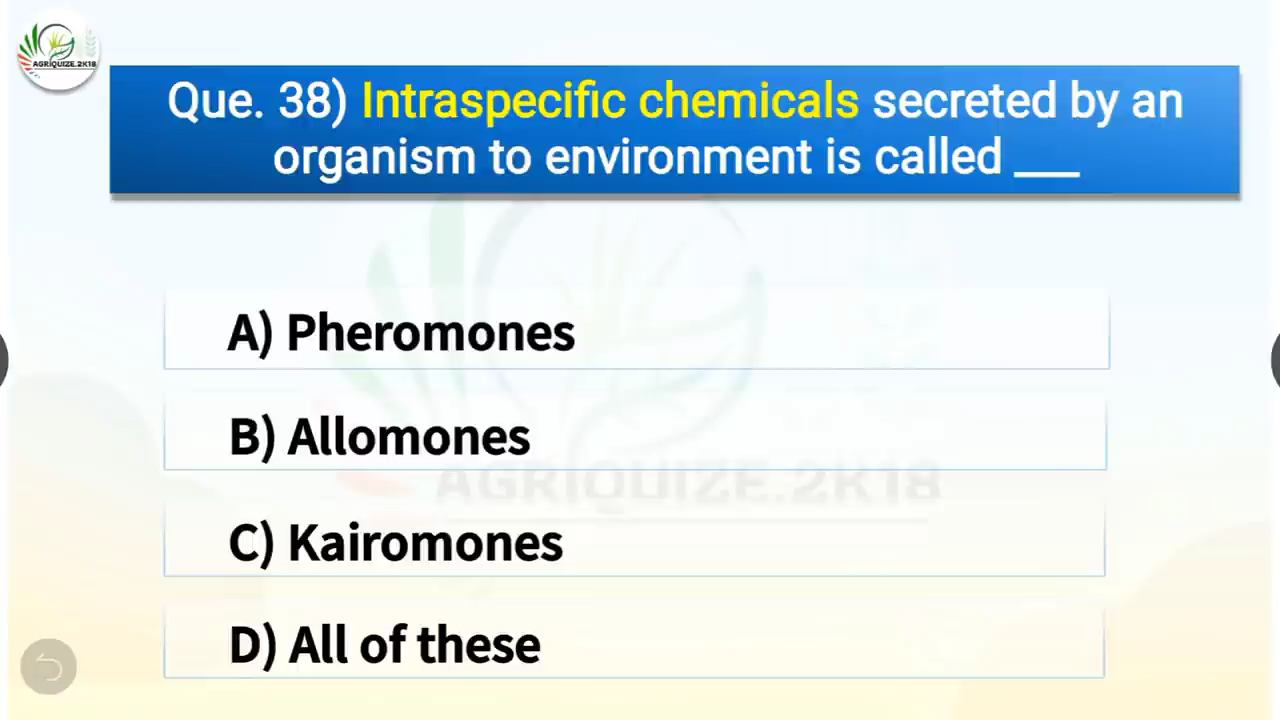 AGRIQUIZE.2K18
Que. 38) Intraspecific chemicals secreted by an
organism to environment is called ___
A) Pheromones
B) Allomones
AGRIQUIZE.2K18
C) Kairomones
D) All of these